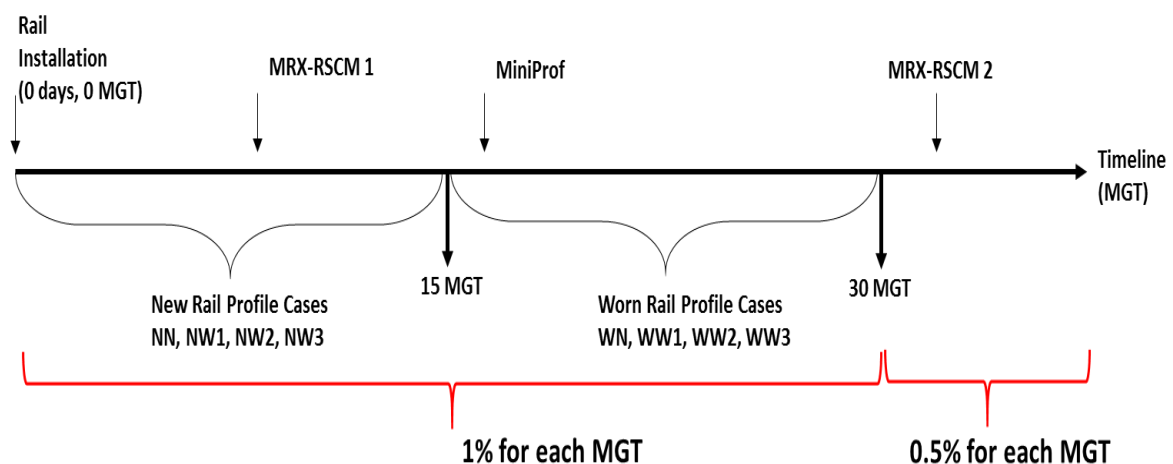 Rail
Installation
(0 days, 0 MGT)
MRX-RSCM 1
MiniProf
MRX-RSCM 2
Timeline
(MGT)
15 MGT
30 MGT
New Rail Profile Cases
NN, NW1, NW2, NW3
Worn Rail Profile Cases
WN, WW1, WW2, WW3
1% for each MGT
0.5% for each MGT